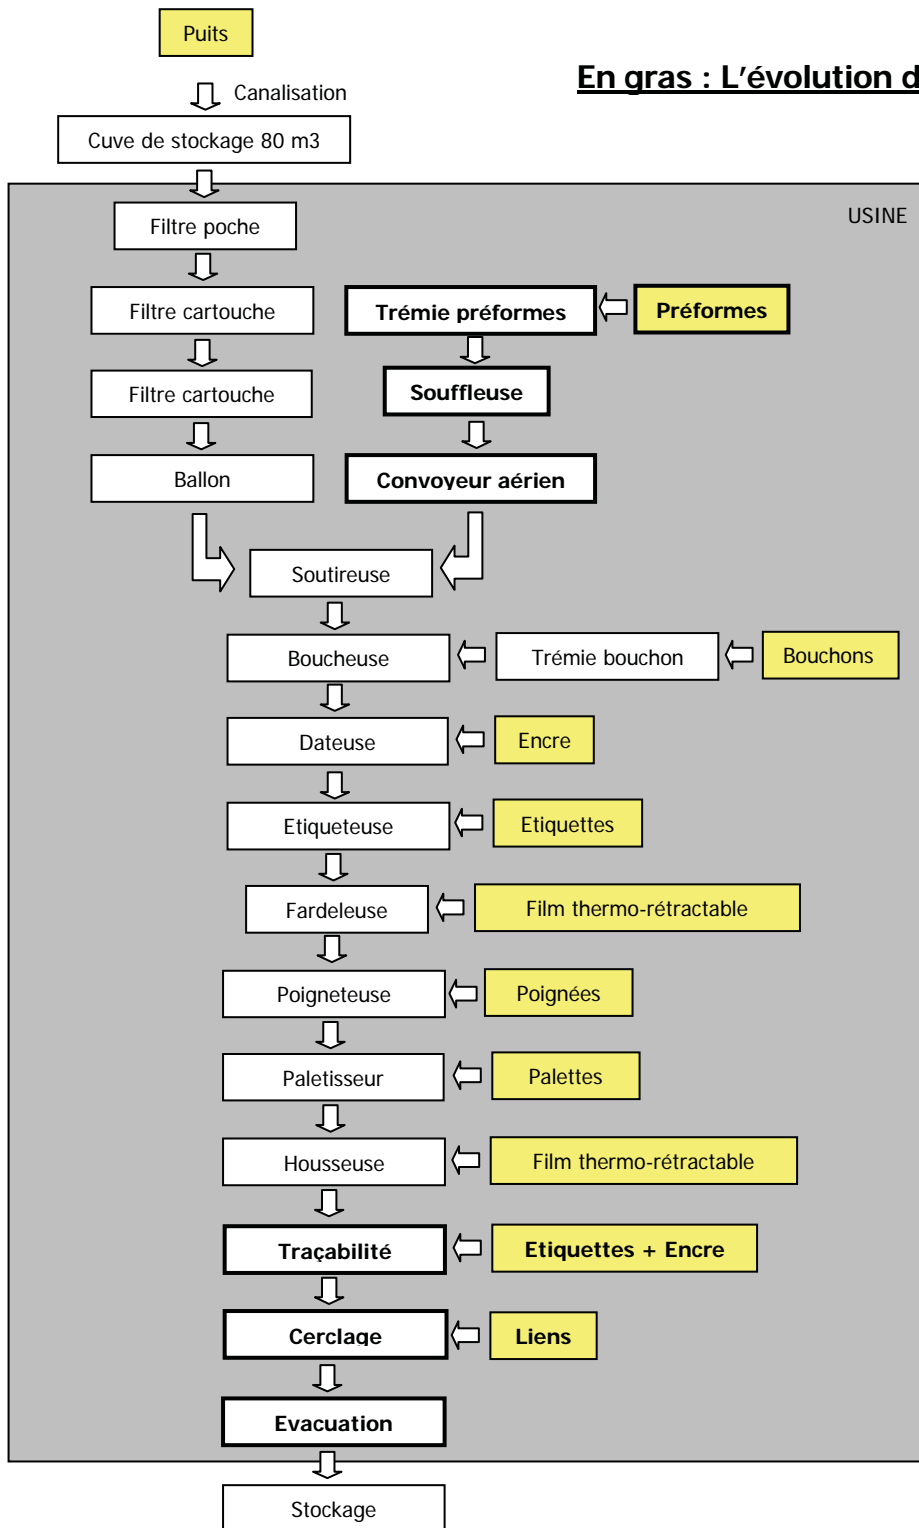 Puits
En gras : L'évolution d
Canalisation
Cuve de stockage 80 m3
USINE
Filtre poche
Filtre cartouche
Trémie préformes
Préformes
Filtre cartouche
Souffleuse
Ballon
Convoyeur aérien
Soutireuse
Boucheuse
Trémie bouchon
Bouchons
Dateuse
Encre
Etiqueteuse
Etiquettes
Fardeleuse
Film thermo-rétractable
Poigneteuse
Poignées
Paletisseur
Palettes
Housseuse
Film thermo-rétractable
Traçabilité
Etiquettes + Encre
Cerclage
Liens
Evacuation
Stockage